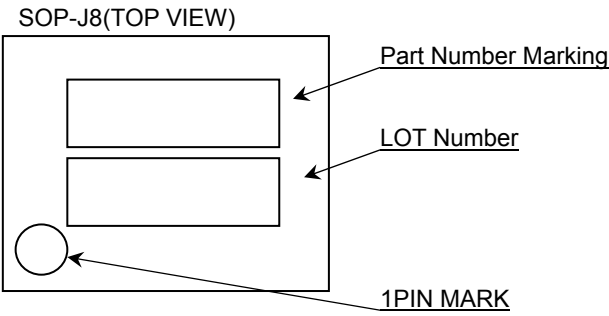 SOP-J8(TOP VIEW)
Part Number Marking
LOT Number
1PIN MARK